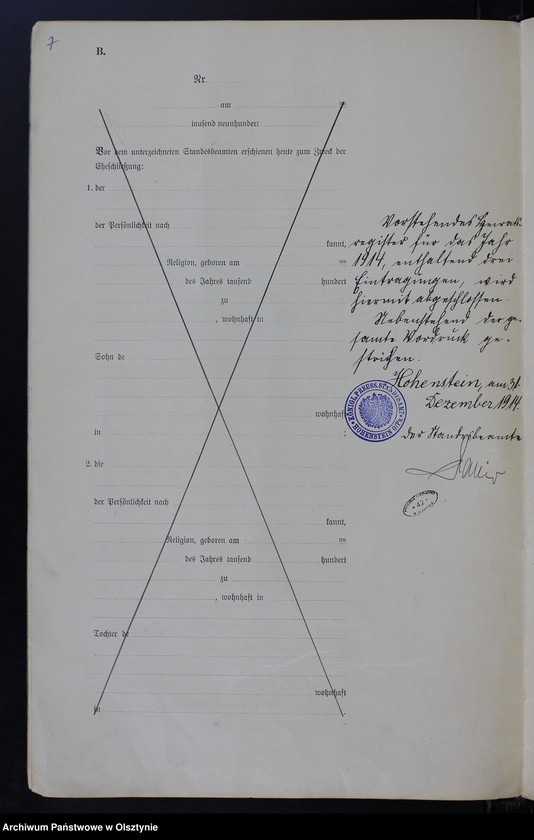 7
B.
Nr.
am
tausend neunhundert
Vor dem unterzeichneten Standesbeamten erschienen heute zum Zweck der
Eheschließung:
1. der
der Persönlichkeit nach
kannt,
Religion, geboren am
des Jahres tausend hundert
zu
, wohnhaft in
Sohn de
wohnhaft
in ;
2. die
der Persönlichkeit nach
kannt,
Religion, geboren am
des Jahres tausend hundert
zu
, wohnhaft in
Tochter de
wohnhaft
in .
Vorstehendes Heirats-
register für das Jahr
1914, enthaltend drei
Eintragungen, wird
hiermit abgeschlossen.
Nebenstehend der ge-
samte Vordruck ge-
strichen.
Hohenstein, am 31.
Dezember 1914.
Der Standesbeamte
KÖNIGL. PREUSS. STANDESAMT
HOHENSTEIN OPR.
Archiwum Państwowe w Olsztynie